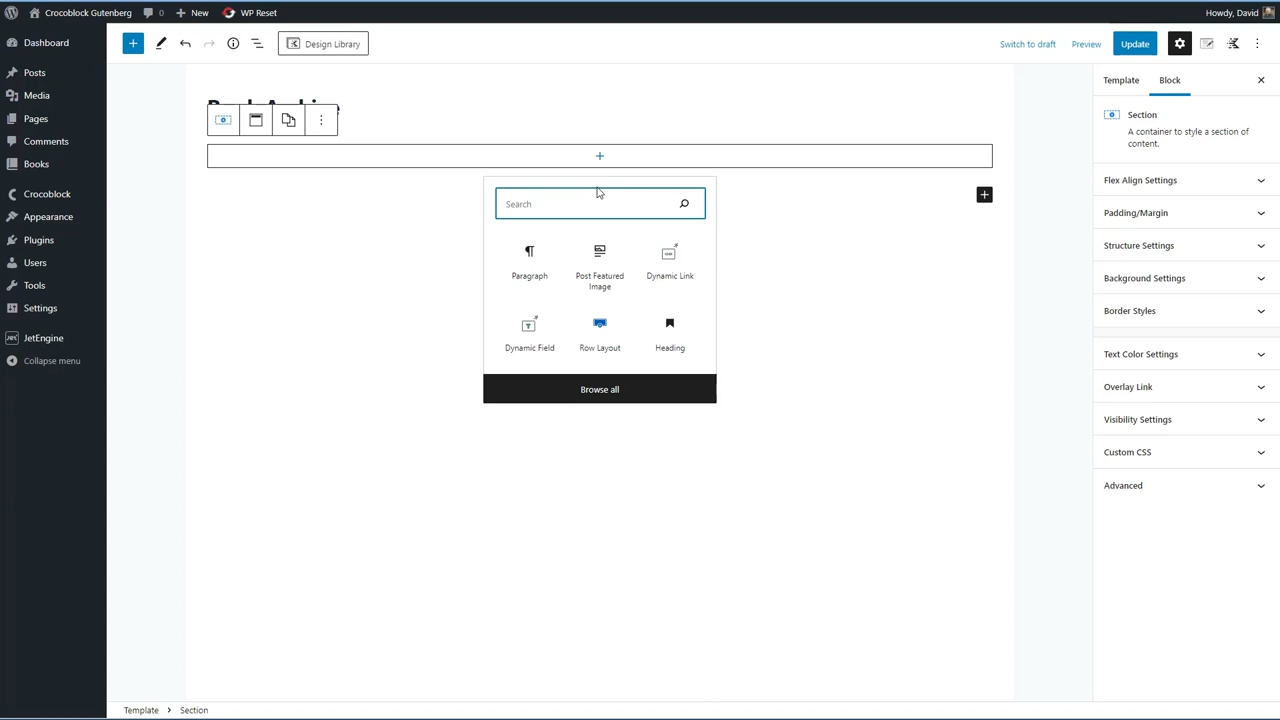 Crocoblock Gutenberg 0 New WP Reset Howdy, David
Dashboard
Posts
Media
Pages
Comments
Books
Crocoblock
Appearance
Plugins
Users
Tools
Settings
JetEngine
Collapse menu
Design Library
Switch to draft Preview Update
Search
Paragraph
Post Featured
Image
Dynamic Link
Dynamic Field
Row Layout
Heading
Browse all
Template Block
Section
A container to style a section of
content.
Flex Align Settings
Padding/Margin
Structure Settings
Background Settings
Border Styles
Text Color Settings
Overlay Link
Visibility Settings
Custom CSS
Advanced
Template > Section